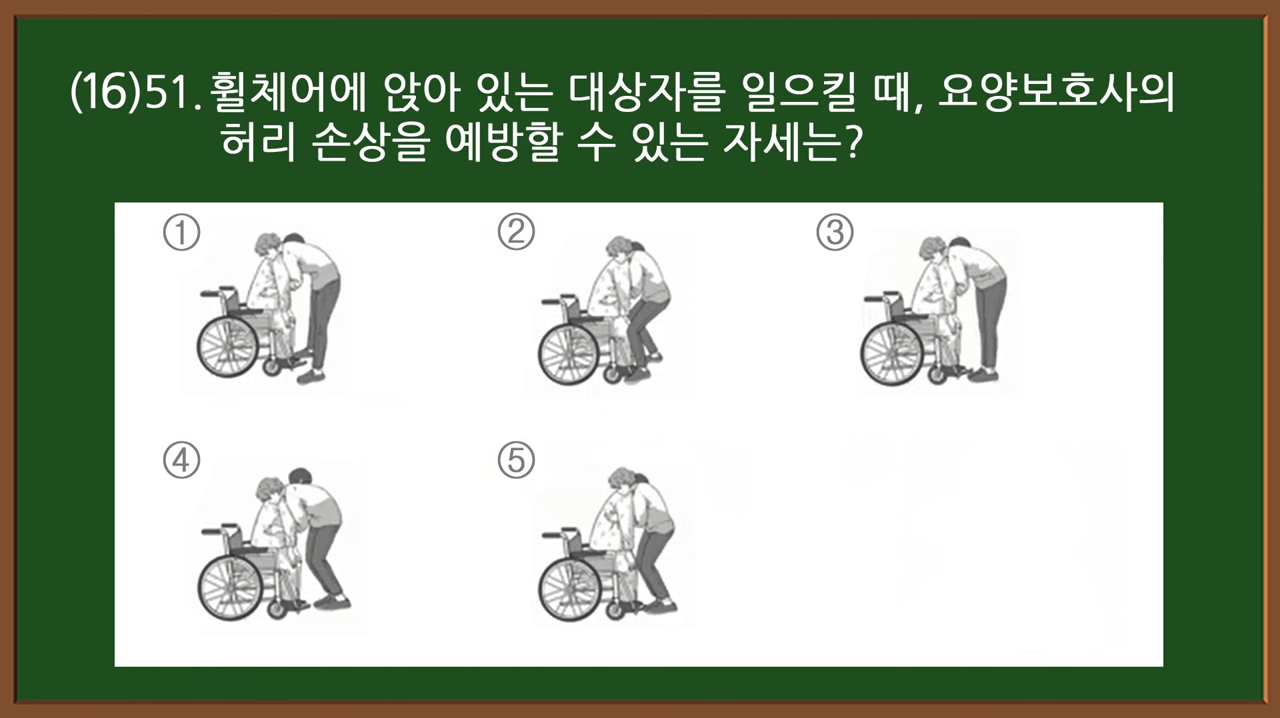 (16)51. 휠체어에 앉아 있는 대상자를 일으킬 때, 요양보호사의
허리 손상을 예방할 수 있는 자세는?
① ② ③
④ ⑤